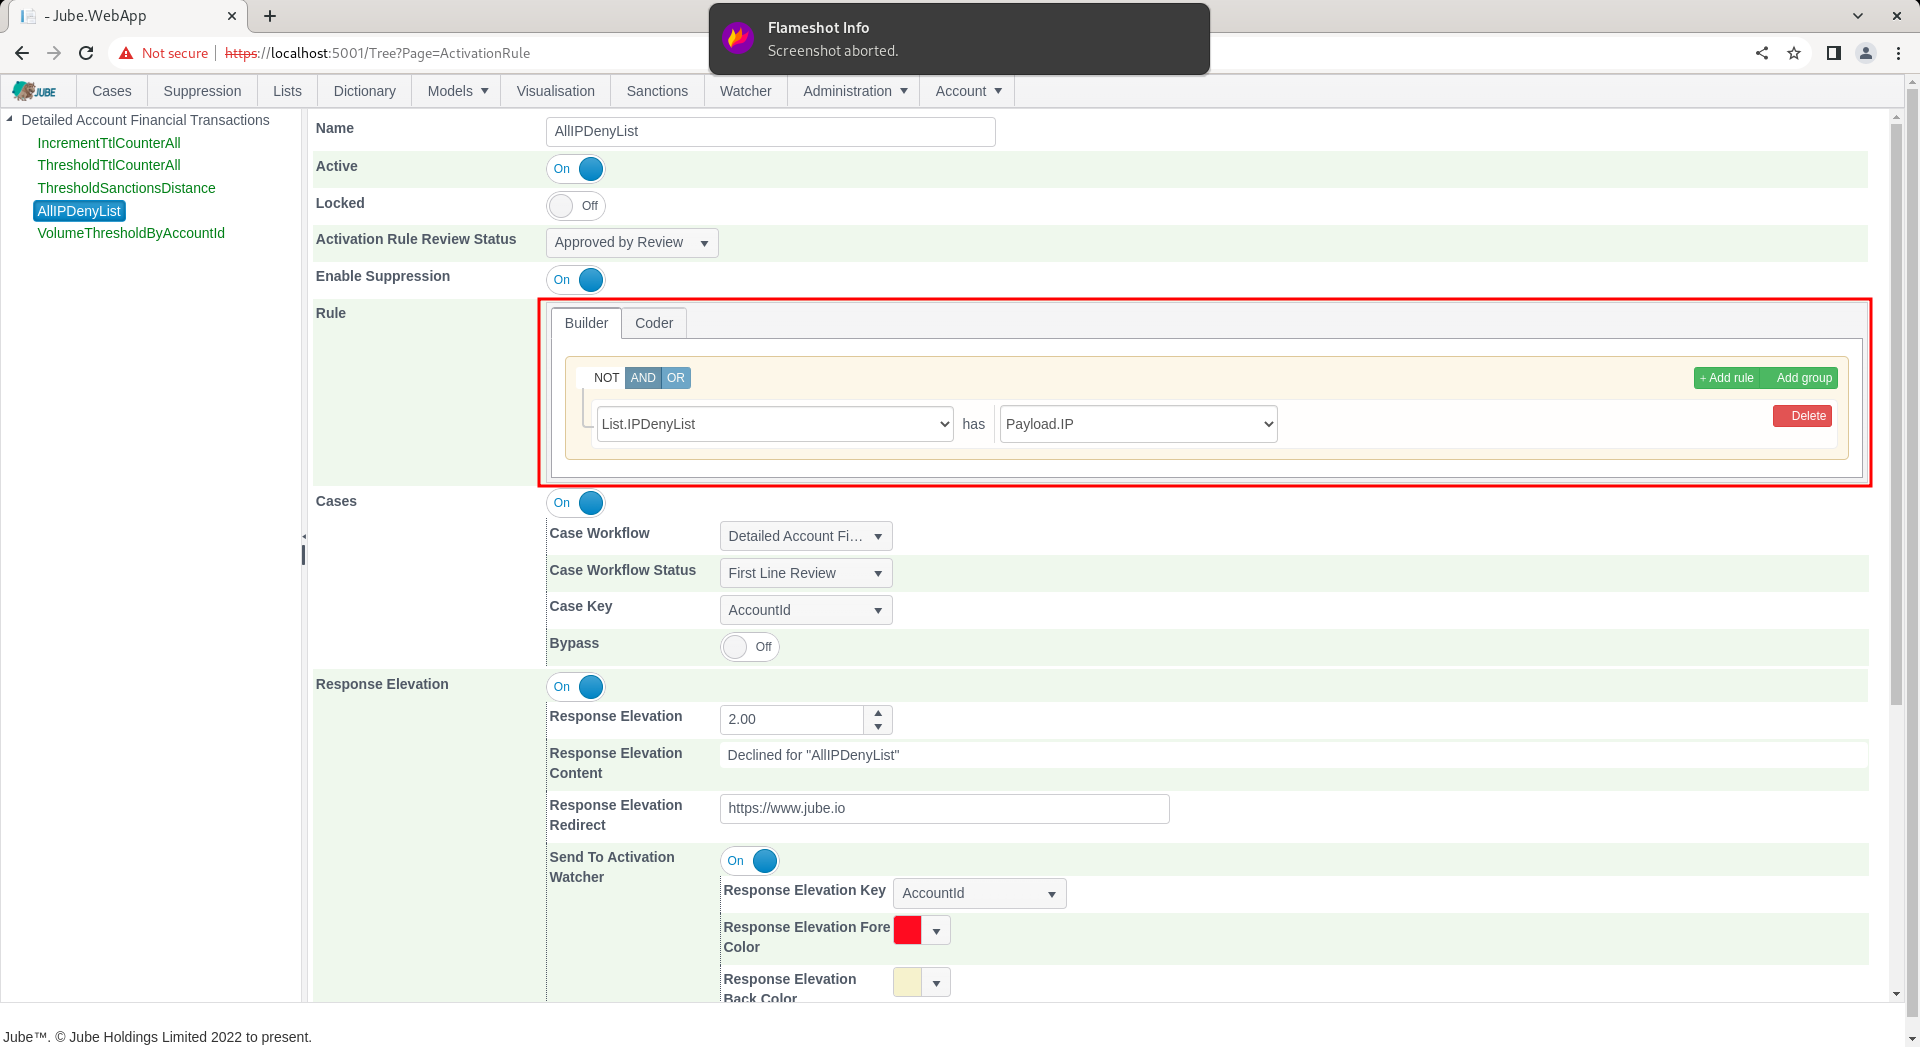 - Jube.WebApp
Flameshot Info
Screenshot aborted.
Not secure
https://localhost:5001/Tree?Page=ActivationRule
JUBE
Cases
Suppression
Lists
Dictionary
Models
Visualisation
Sanctions
Watcher
Administration
Account
Detailed Account Financial Transactions
IncrementTtlCounterAll
ThresholdTtlCounterAll
ThresholdSanctionsDistance
AllIPDenyList
VolumeThresholdByAccountId
Name AllIPDenyList
Active On
Locked Off
Activation Rule Review Status Approved by Review
Enable Suppression On
Rule
Builder Coder
NOT AND OR
+ Add rule Add group
List.IPDenyList has Payload.IP
Delete
Cases On
Case Workflow Detailed Account Fi...
Case Workflow Status First Line Review
Case Key AccountId
Bypass Off
Response Elevation On
Response Elevation 2.00
Response Elevation
Content
Declined for "AllIPDenyList"
Response Elevation
Redirect
https://www.jube.io
Send To Activation
Watcher
On
Response Elevation Key AccountId
Response Elevation Fore
Color
Response Elevation
Back Color
Jube™. © Jube Holdings Limited 2022 to present.